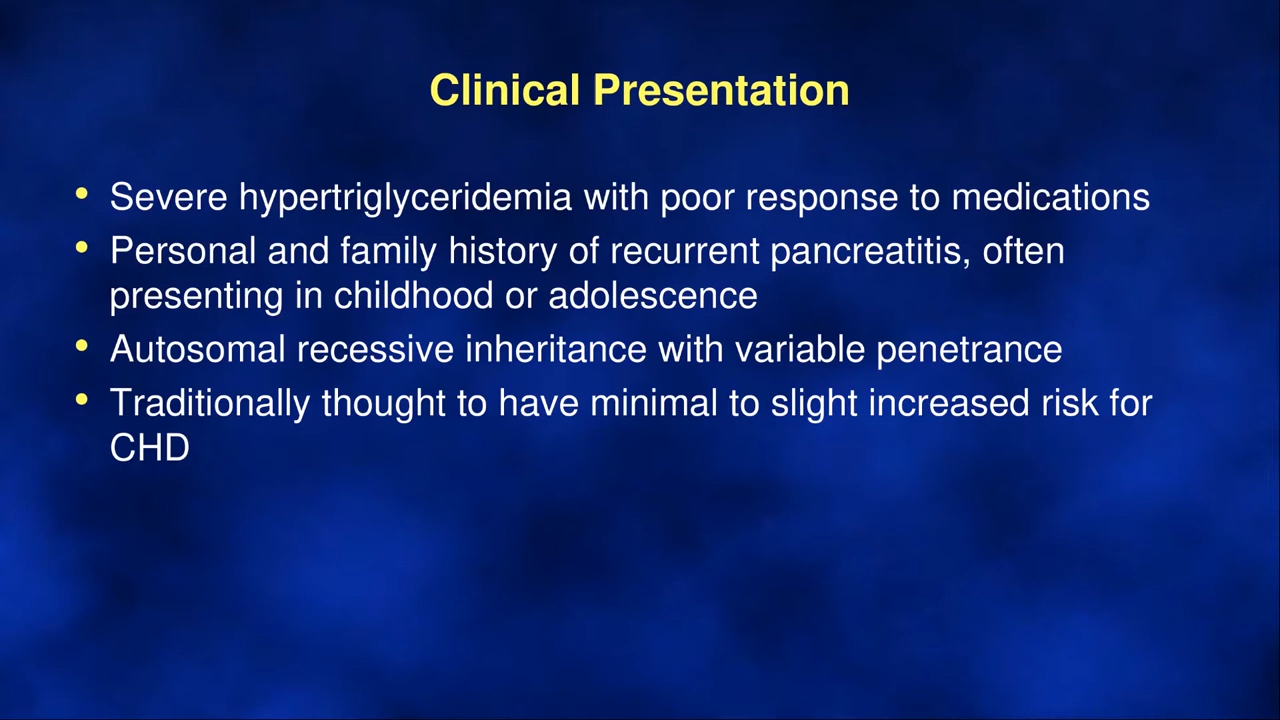 Clinical Presentation
• Severe hypertriglyceridemia with poor response to medications
• Personal and family history of recurrent pancreatitis, often
presenting in childhood or adolescence
• Autosomal recessive inheritance with variable penetrance
• Traditionally thought to have minimal to slight increased risk for
CHD